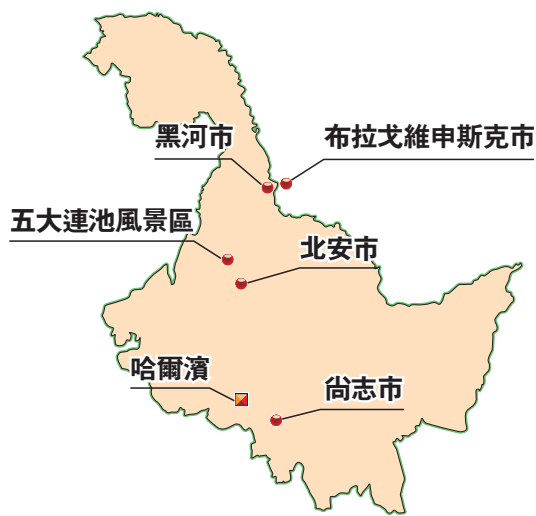 黑河市
布拉戈維申斯克市
五大連池風景區
北安市
哈爾濱
尚志市